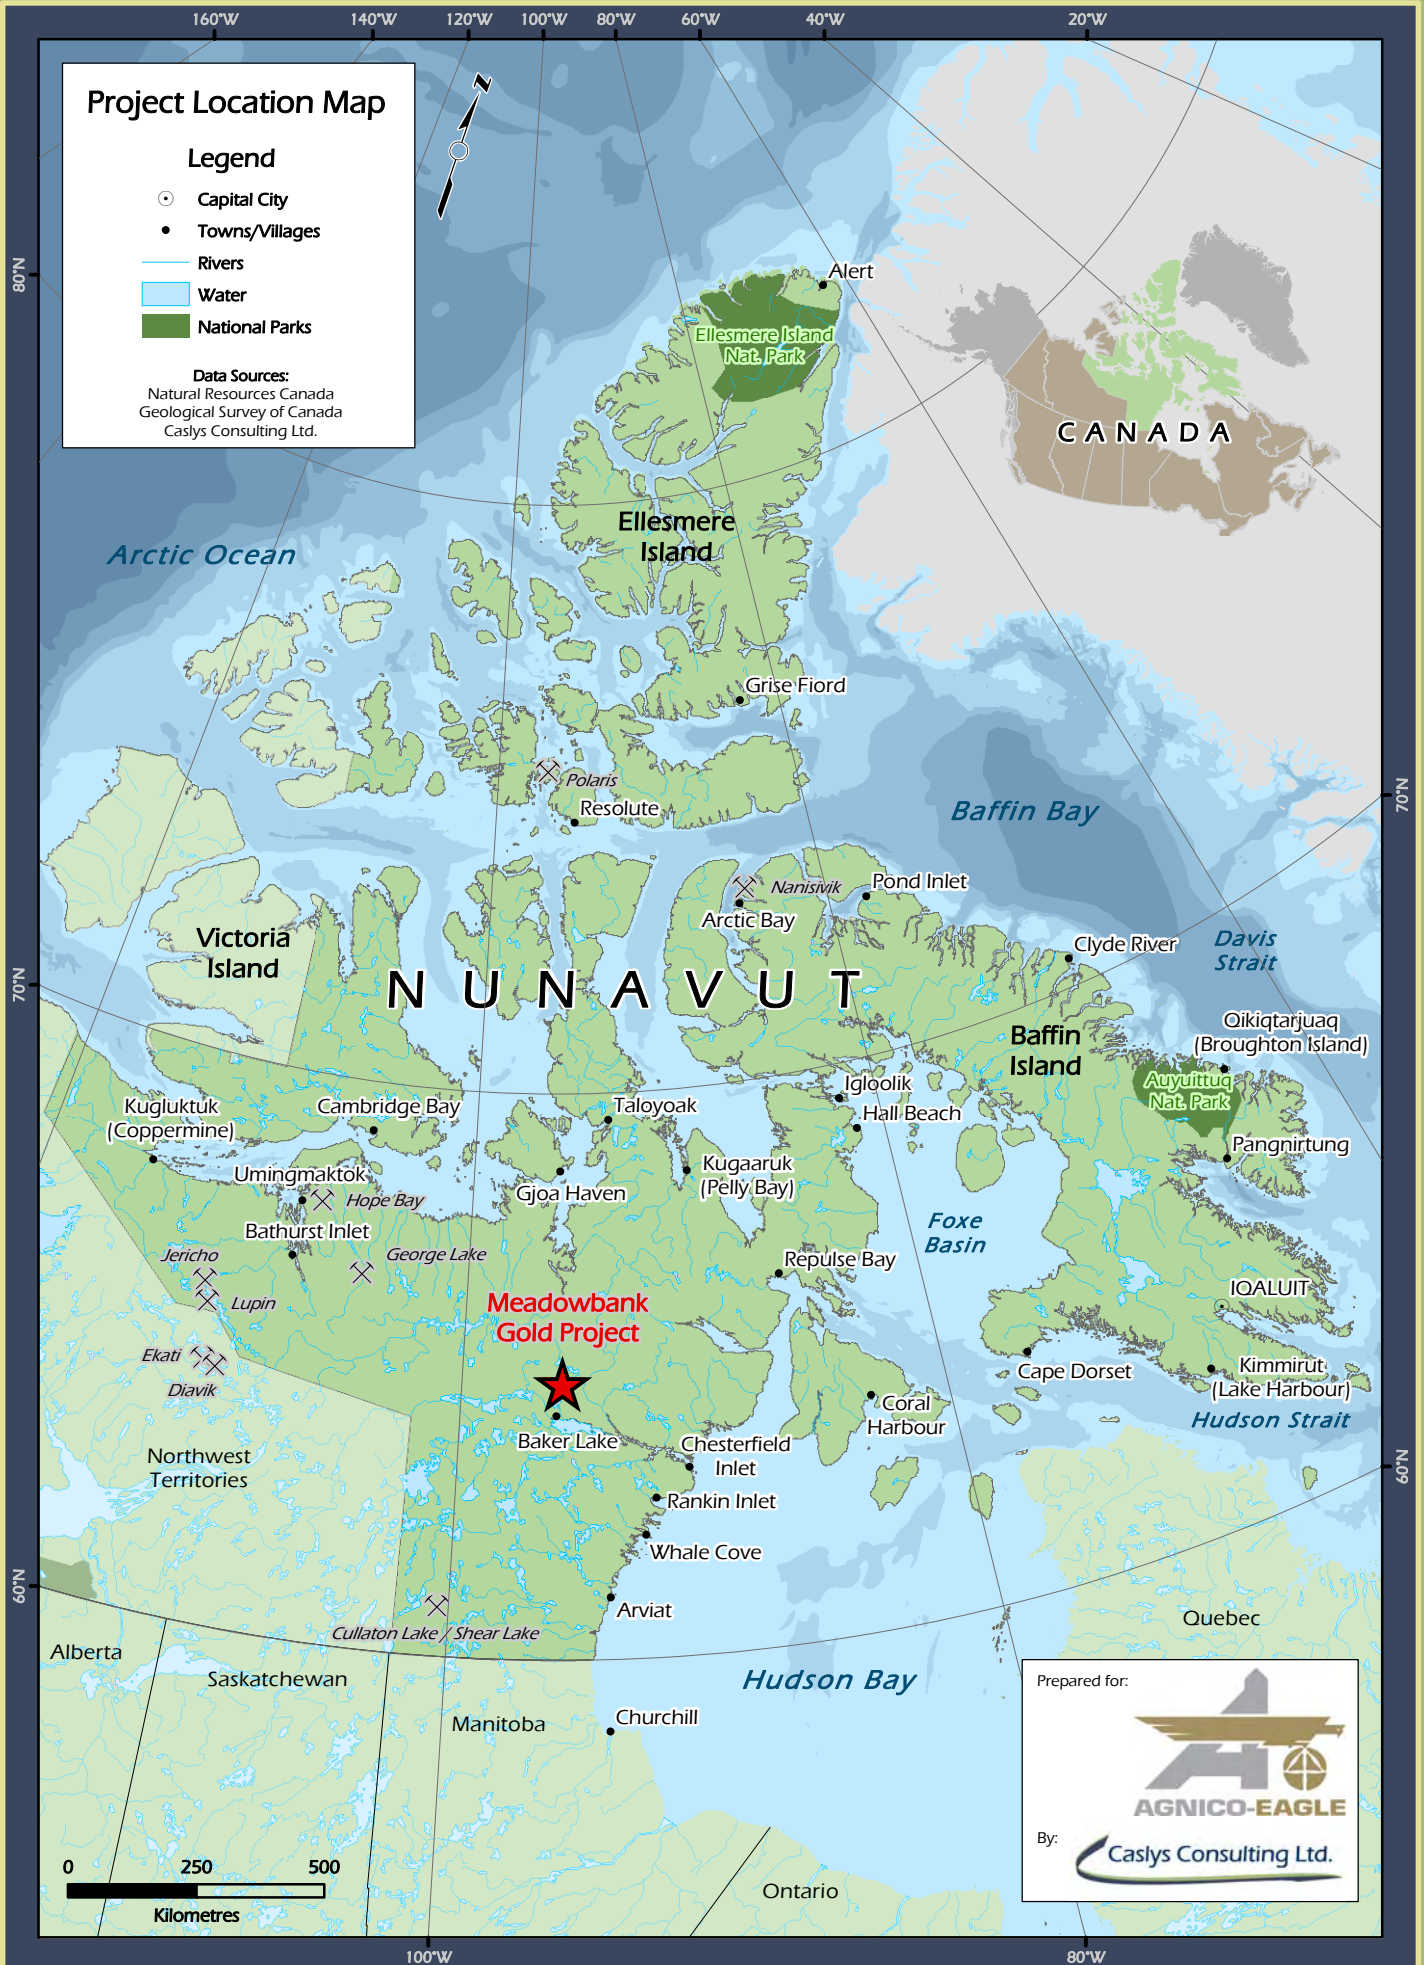 160°W 140°W 120°W 100°W 80°W 60°W 40°W 20°W
Project Location Map
Legend
Capital City
Towns/Villages
Rivers
Water
National Parks
Data Sources:
Natural Resources Canada
Geological Survey of Canada
Caslys Consulting Ltd.
N
80°N
Alert
Ellesmere Island
Nat. Park
CANADA
Ellesmere
Island
Arctic Ocean
Grise Fiord
Polaris
Resolute
Baffin Bay
70°N
Nanisivik
Pond Inlet
Arctic Bay
Victoria
Island
Clyde River
Davis
Strait
70°N
NUNAVUT
Baffin
Island
Qikiqtarjuaq
(Broughton Island)
Auyuittuq
Nat. Park
Igloolik
Hall Beach
Kugluktuk
(Coppermine)
Cambridge Bay
Taloyoak
Pangnirtung
Umingmaktok
Hope Bay
Gjoa Haven
Kugaaruk
(Pelly Bay)
Bathurst Inlet
Foxe
Basin
Jericho
George Lake
Repulse Bay
Lupin
IQALUIT
Meadowbank
Gold Project
Ekati
Diavik
Cape Dorset
Kimmirut
(Lake Harbour)
Coral
Harbour
Hudson Strait
Baker Lake
Chesterfield
Inlet
Northwest
Territories
60°N
Rankin Inlet
Whale Cove
60°N
Arviat
Cullaton Lake / Shear Lake
Quebec
Alberta
Saskatchewan
Hudson Bay
Manitoba
Churchill
Prepared for:
AGNICO-EAGLE
By:
Caslys Consulting Ltd.
0 250 500
Kilometres
Ontario
100°W 80°W